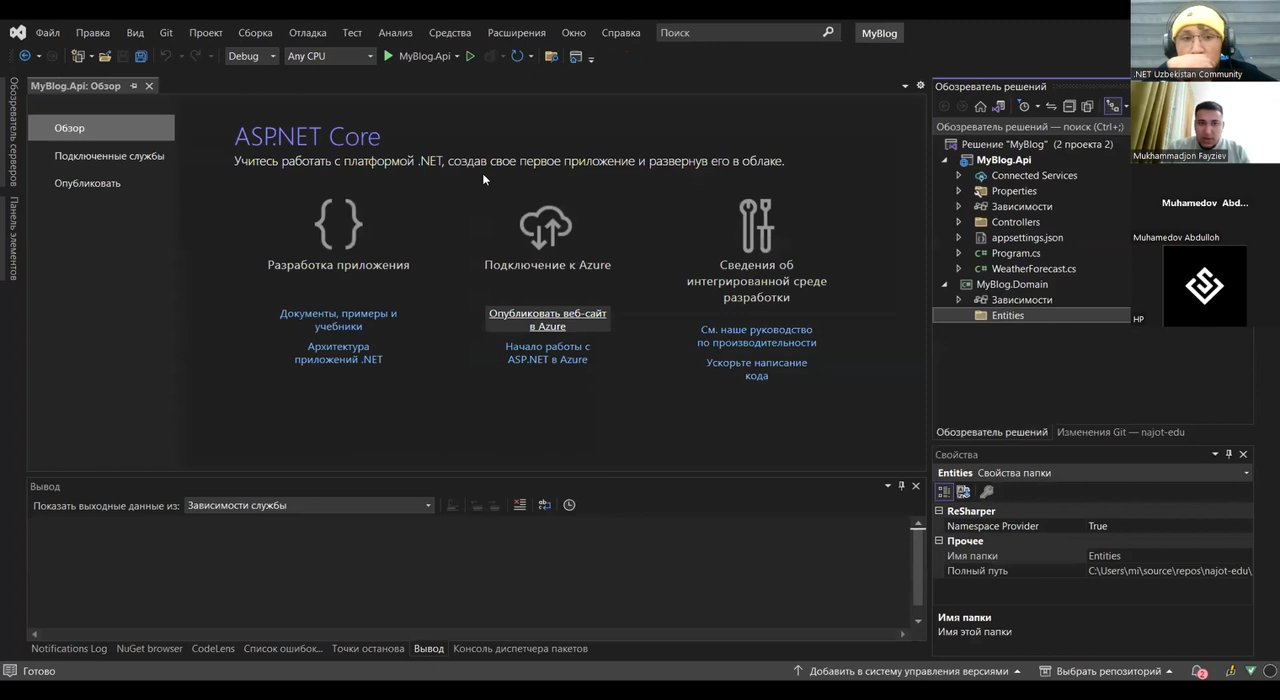 Файл Правка Вид Git Проект Сборка Отладка Тест Анализ Средства Расширения Окно Справка Поиск MyBlog
Debug Any CPU MyBlog.Api
.NET Uzbekistan Community
Mukhammadjon Fayziev
Muhamedov Abd...
Muhamedov Abdulloh
HP
Обозреватель серверов
Панель элементов
MyBlog.Api: Обзор
Обзор
Подключенные службы
Опубликовать
ASP.NET Core
Учитесь работать с платформой .NET, создав свое первое приложение и развернув его в облаке.
Разработка приложения
Документы, примеры и
учебники
Архитектура
приложений .NET
Подключение к Azure
Опубликовать веб-сайт
в Azure
Начало работы с
ASP.NET в Azure
Сведения об
интегрированной среде
разработки
См. наше руководство
по производительности
Ускорьте написание
кода
Обозреватель решений
Обозреватель решений — поиск (Ctrl+;)
Решение "MyBlog" (2 проекта 2)
MyBlog.Api
Connected Services
Properties
Зависимости
Controllers
appsettings.json
Program.cs
WeatherForecast.cs
MyBlog.Domain
Зависимости
Entities
Обозреватель решений Изменения Git — najot-edu
Свойства
Entities Свойства папки
ReSharper
Namespace Provider True
Прочее
Имя папки Entities
Полный путь C:\Users\mi\source\repos\najot-edu\
Имя папки
Имя этой папки
Вывод
Показать выходные данные из: Зависимости службы
Notifications Log NuGet browser CodeLens Список ошибок... Точки останова Вывод Консоль диспетчера пакетов
Готово Добавить в систему управления версиями Выбрать репозиторий 2